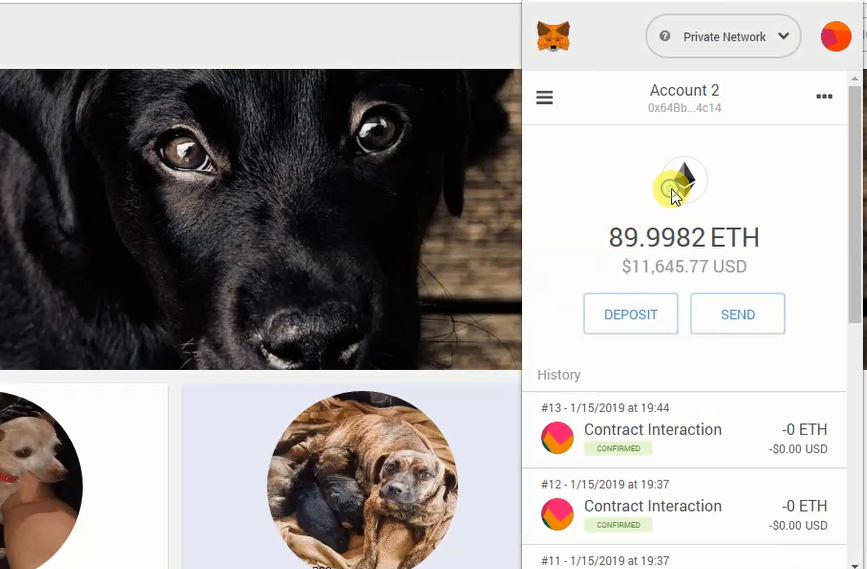 Private Network
Account 2
0x64Bb...4c14
89.9982 ETH
$11,645.77 USD
DEPOSIT
SEND
History
#13 - 1/15/2019 at 19:44
Contract Interaction
-0 ETH
CONFIRMED
-$0.00 USD
#12 - 1/15/2019 at 19:37
Contract Interaction
-0 ETH
CONFIRMED
-$0.00 USD
#11 - 1/15/2019 at 19:37